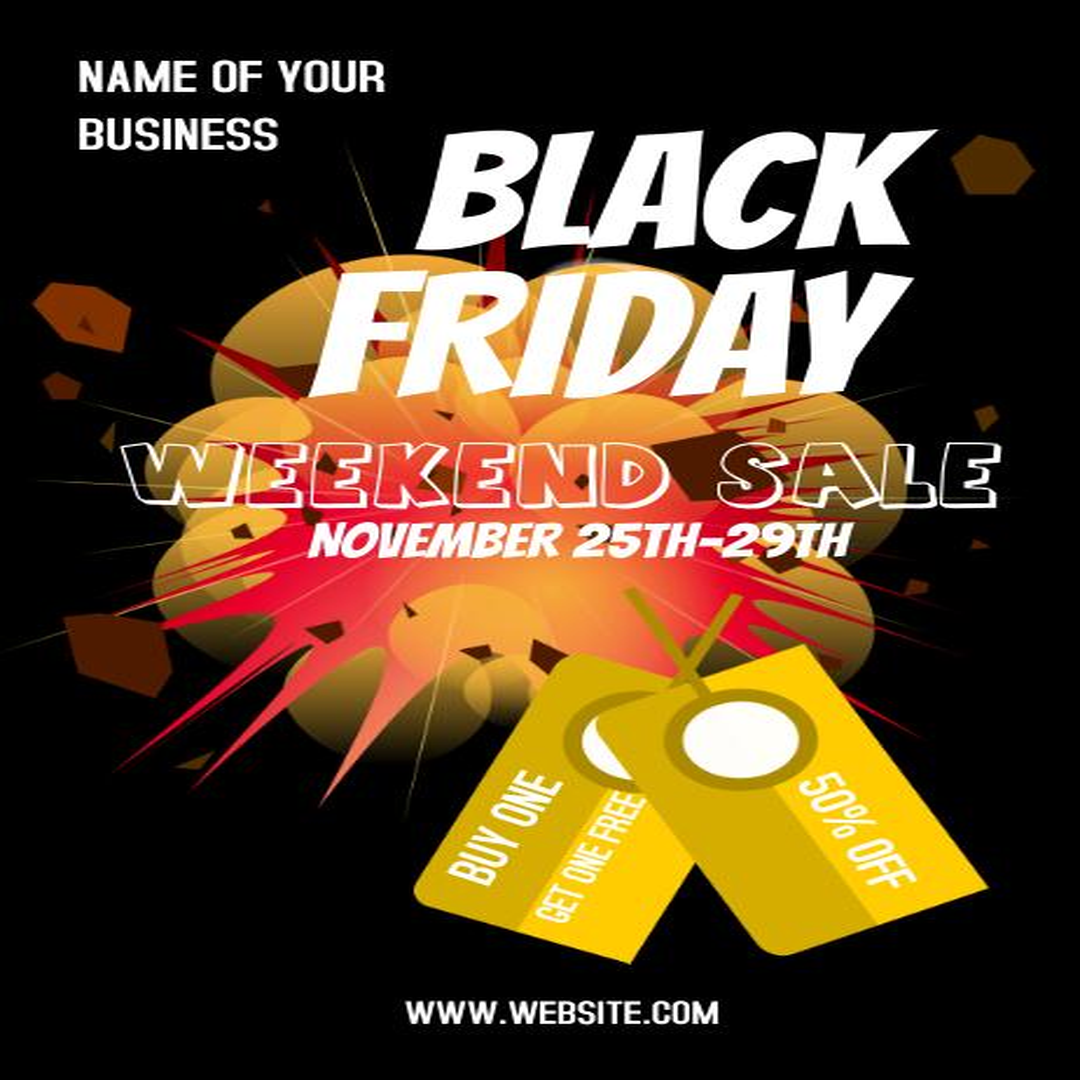 NAME OF YOUR
BUSINESS
BLACK
FRIDAY
WEEKEND SALE
NOVEMBER 25TH-29TH
BUY ONE
GET ONE FREE
50% OFF
WWW.WEBSITE.COM